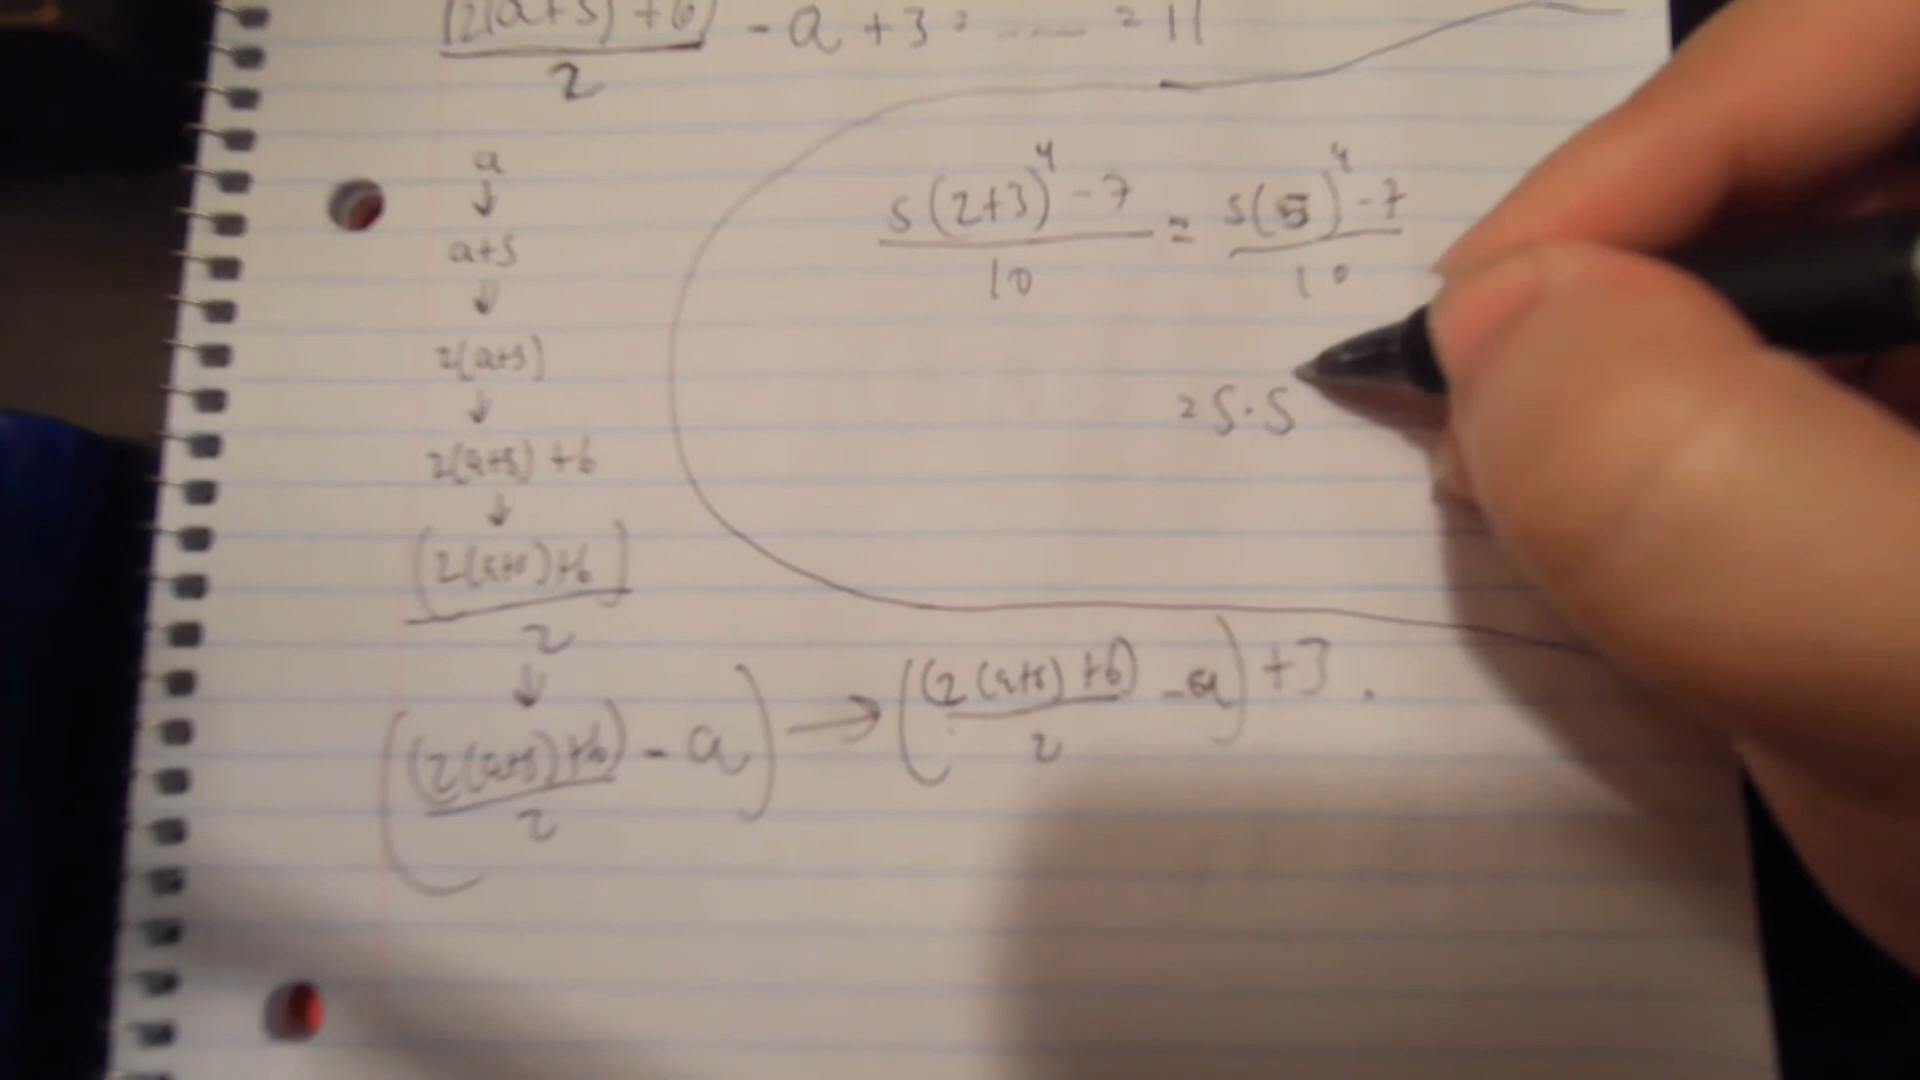 (2(a+5)+6)/2 - a + 3 = ...... = 11
a
↓
a+5
↓
2(a+5)
↓
2(a+5) + 6
↓
(2(a+5)+6)/2
↓
((2(a+5)+6)/2 - a) → ((2(a+5)+6)/2 - a) + 3 .
(5(2+3)^4 - 7)/10 = (5(5)^4 - 7)/10
= 5·5